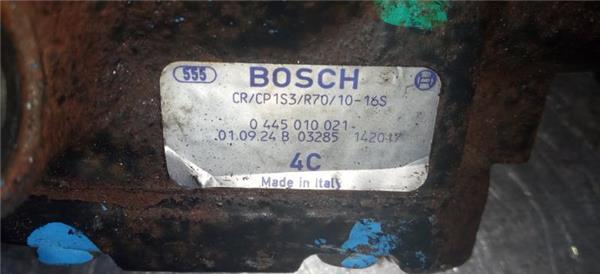 555 BOSCH
CR/CP1S3/R70/10-16S
0 445 010 021-
.01.09.24 B 03285
4C
Made in Italy